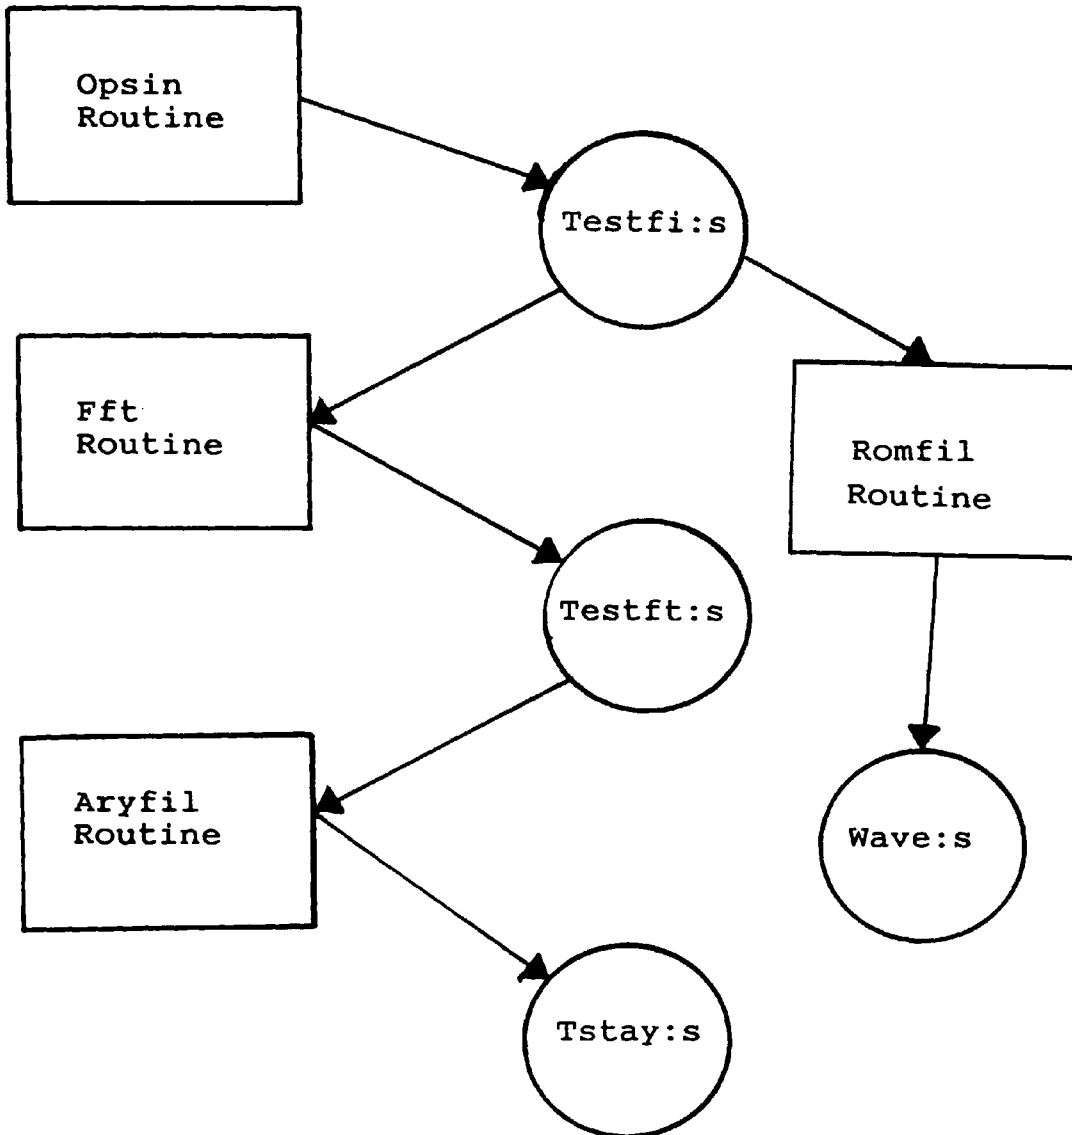 Opsin
Routine
Testfi:s
Fft
Routine
Romfil
Routine
Testft:s
Aryfil
Routine
Wave:s
Tstay:s